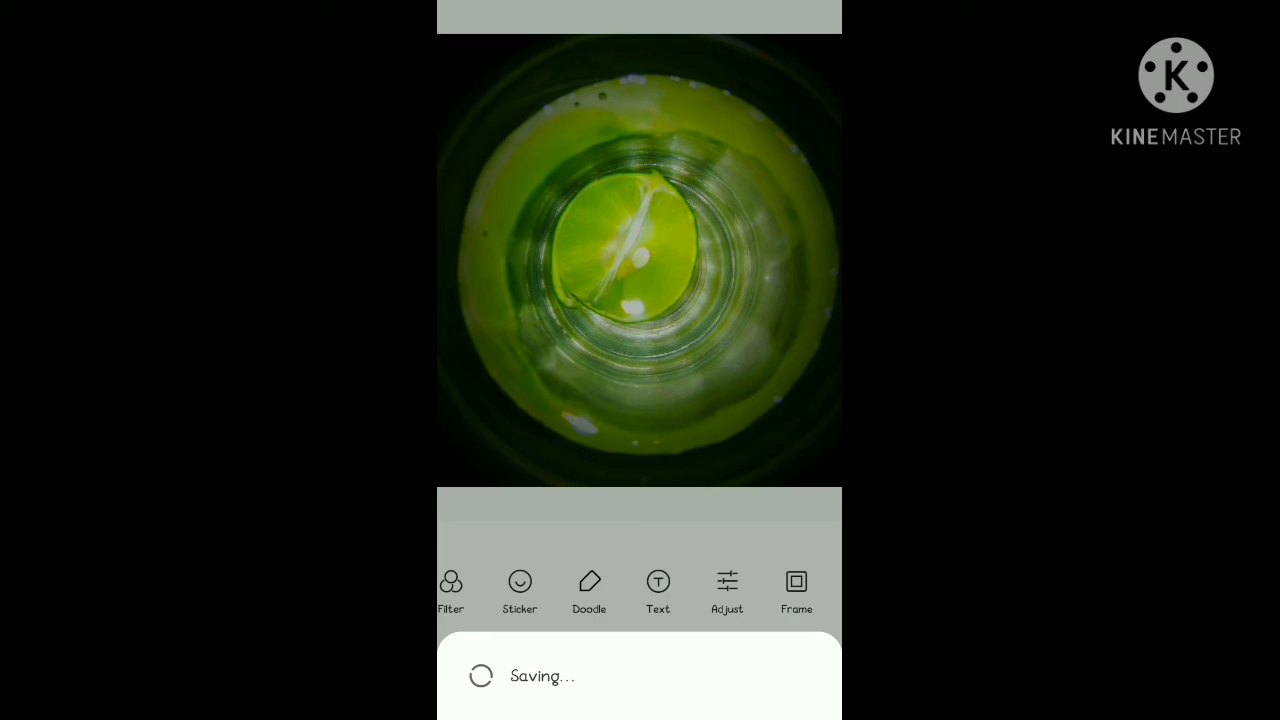 K
KINEMASTER
Filter
Sticker
Doodle
Text
Adjust
Frame
Saving...